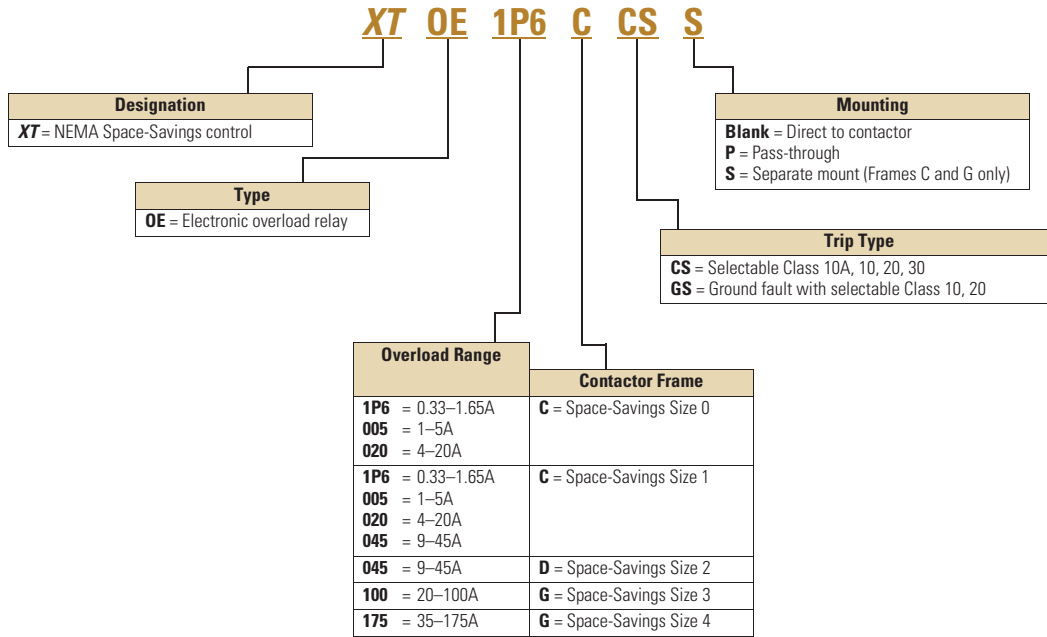 XT OE 1P6 C CS S
Designation
XT = NEMA Space-Savings control
Type
OE = Electronic overload relay
Mounting
Blank = Direct to contactor
P = Pass-through
S = Separate mount (Frames C and G only)
Trip Type
CS = Selectable Class 10A, 10, 20, 30
GS = Ground fault with selectable Class 10, 20
Overload Range
Contactor Frame
1P6 = 0.33–1.65A C = Space-Savings Size 0
005 = 1–5A
020 = 4–20A
1P6 = 0.33–1.65A C = Space-Savings Size 1
005 = 1–5A
020 = 4–20A
045 = 9–45A
045 = 9–45A D = Space-Savings Size 2
100 = 20–100A G = Space-Savings Size 3
175 = 35–175A G = Space-Savings Size 4